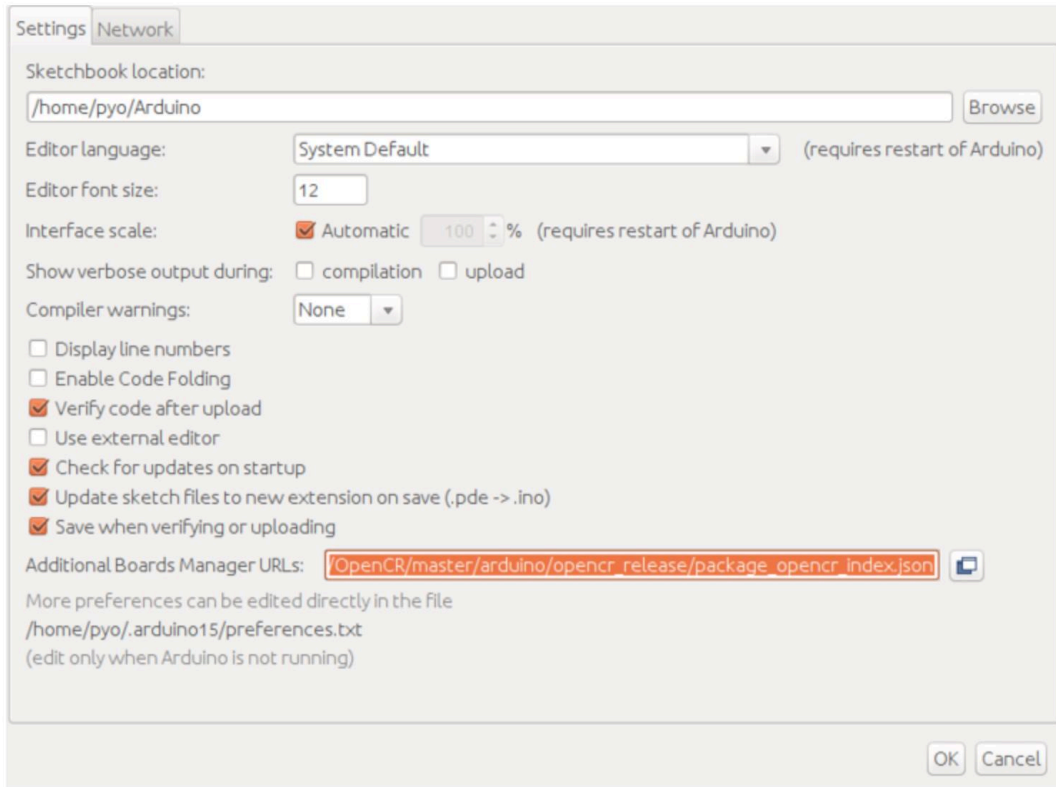 Settings Network
Sketchbook location:
/home/pyo/Arduino Browse
Editor language: System Default (requires restart of Arduino)
Editor font size: 12
Interface scale: Automatic 100 % (requires restart of Arduino)
Show verbose output during: compilation upload
Compiler warnings: None
Display line numbers
Enable Code Folding
Verify code after upload
Use external editor
Check for updates on startup
Update sketch files to new extension on save (.pde -> .ino)
Save when verifying or uploading
Additional Boards Manager URLs: /OpenCR/master/arduino/opencr_release/package_opencr_index.json
More preferences can be edited directly in the file
/home/pyo/.arduino15/preferences.txt
(edit only when Arduino is not running)
OK Cancel